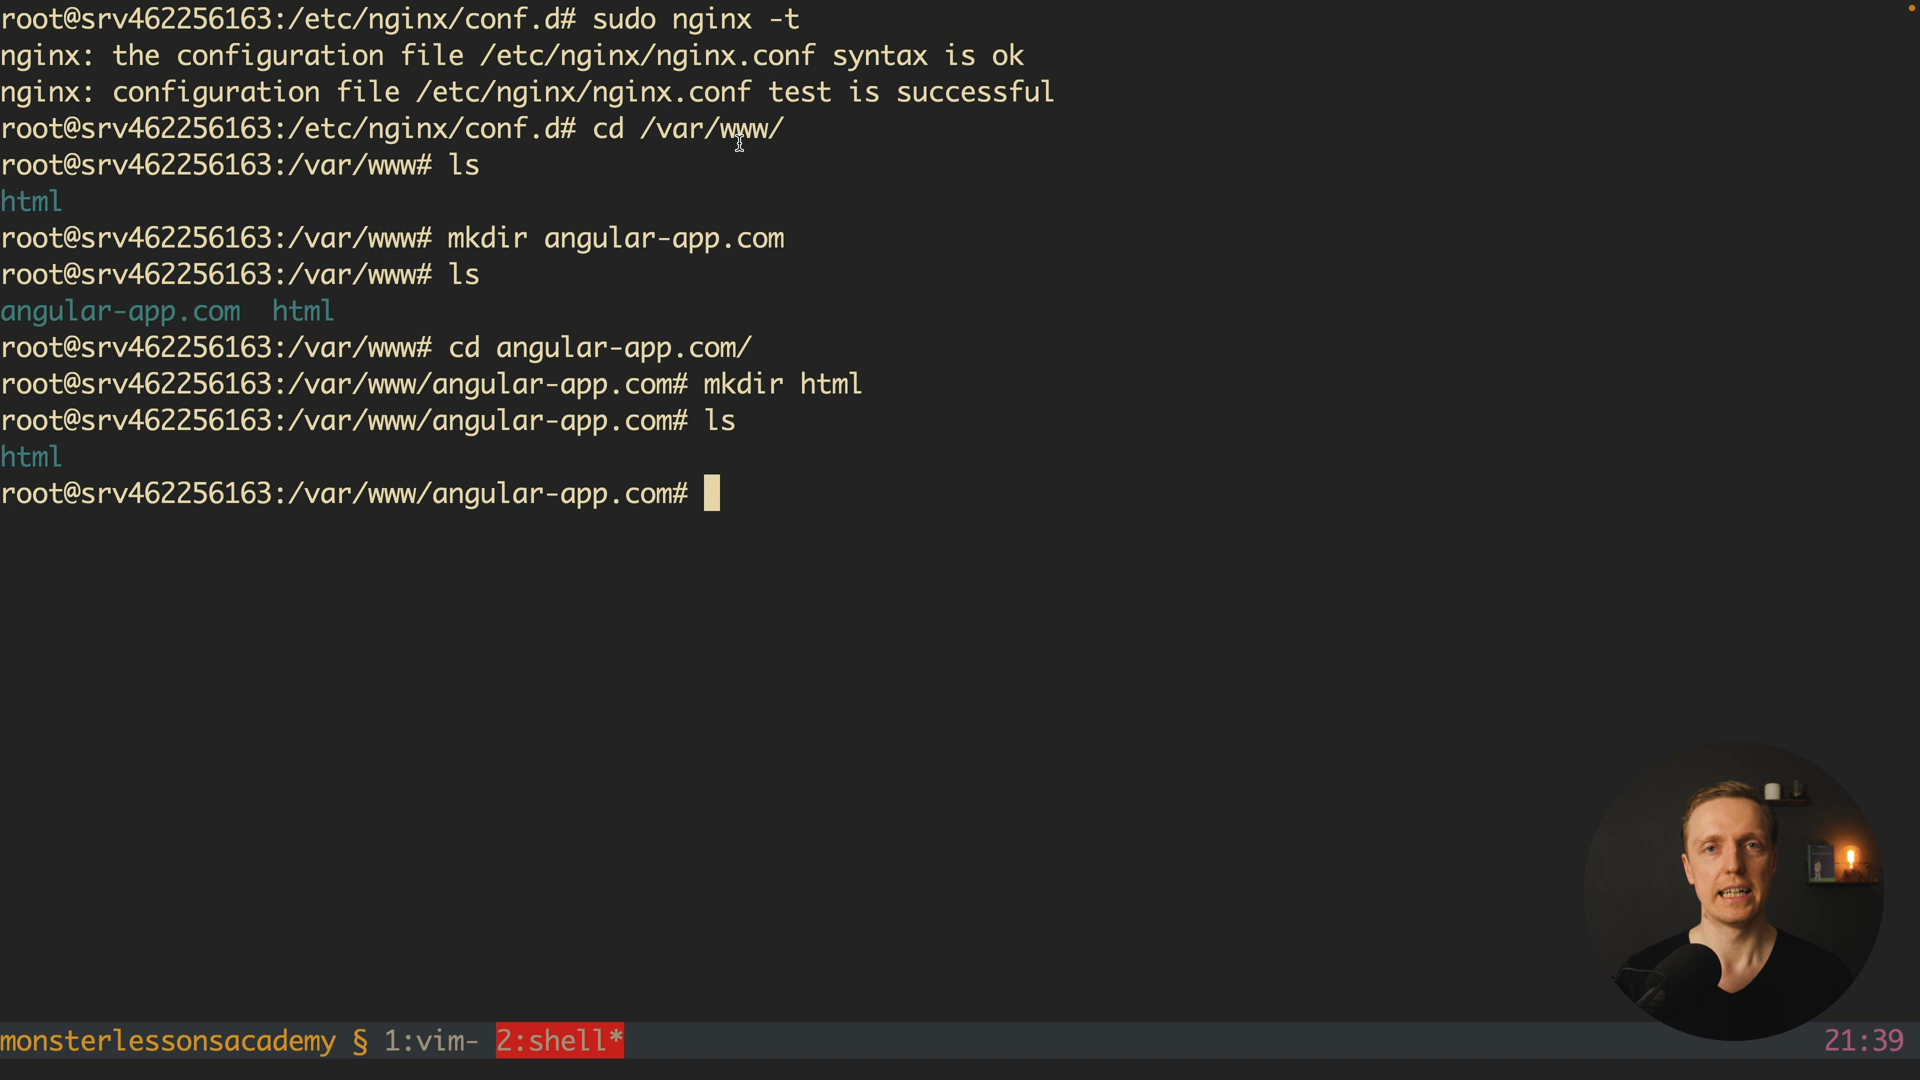 root@srv462256163:/etc/nginx/conf.d# sudo nginx -t
nginx: the configuration file /etc/nginx/nginx.conf syntax is ok
nginx: configuration file /etc/nginx/nginx.conf test is successful
root@srv462256163:/etc/nginx/conf.d# cd /var/www/
root@srv462256163:/var/www# ls
html
root@srv462256163:/var/www# mkdir angular-app.com
root@srv462256163:/var/www# ls
angular-app.com  html
root@srv462256163:/var/www# cd angular-app.com/
root@srv462256163:/var/www/angular-app.com# mkdir html
root@srv462256163:/var/www/angular-app.com# ls
html
root@srv462256163:/var/www/angular-app.com#
monsterlessonsacademy § 1:vim- 2:shell* 21:39